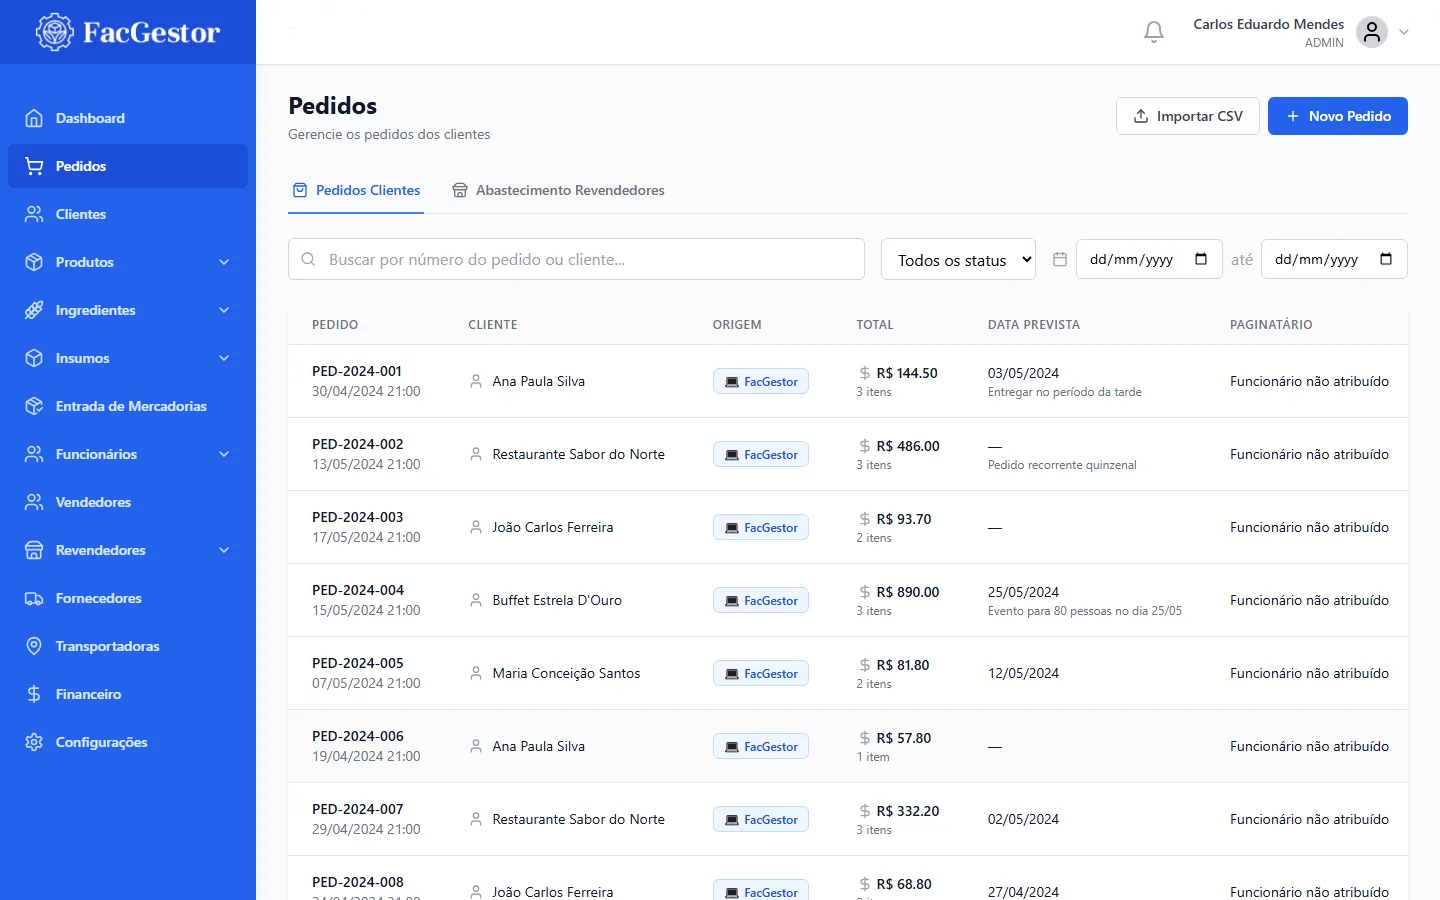 FacGestor
Carlos Eduardo Mendes
ADMIN
Dashboard
Pedidos
Clientes
Produtos
Ingredientes
Insumos
Entrada de Mercadorias
Funcionários
Vendedores
Revendedores
Fornecedores
Transportadoras
Financeiro
Configurações
Pedidos
Gerencie os pedidos dos clientes
Importar CSV
+ Novo Pedido
Pedidos Clientes
Abastecimento Revendedores
Buscar por número do pedido ou cliente...
Todos os status
dd/mm/yyyy
até
dd/mm/yyyy
PEDIDO CLIENTE ORIGEM TOTAL DATA PREVISTA PAGINATÁRIO
PED-2024-001
30/04/2024 21:00
Ana Paula Silva
FacGestor
$ R$ 144.50
3 itens
03/05/2024
Entregar no período da tarde
Funcionário não atribuído
PED-2024-002
13/05/2024 21:00
Restaurante Sabor do Norte
FacGestor
$ R$ 486.00
3 itens
—
Pedido recorrente quinzenal
Funcionário não atribuído
PED-2024-003
17/05/2024 21:00
João Carlos Ferreira
FacGestor
$ R$ 93.70
2 itens
—
Funcionário não atribuído
PED-2024-004
15/05/2024 21:00
Buffet Estrela D'Ouro
FacGestor
$ R$ 890.00
3 itens
25/05/2024
Evento para 80 pessoas no dia 25/05
Funcionário não atribuído
PED-2024-005
07/05/2024 21:00
Maria Conceição Santos
FacGestor
$ R$ 81.80
2 itens
12/05/2024
Funcionário não atribuído
PED-2024-006
19/04/2024 21:00
Ana Paula Silva
FacGestor
$ R$ 57.80
1 item
—
Funcionário não atribuído
PED-2024-007
29/04/2024 21:00
Restaurante Sabor do Norte
FacGestor
$ R$ 332.20
3 itens
02/05/2024
Funcionário não atribuído
PED-2024-008
João Carlos Ferreira
FacGestor
$ R$ 68.80
27/04/2024
Funcionário não atribuído